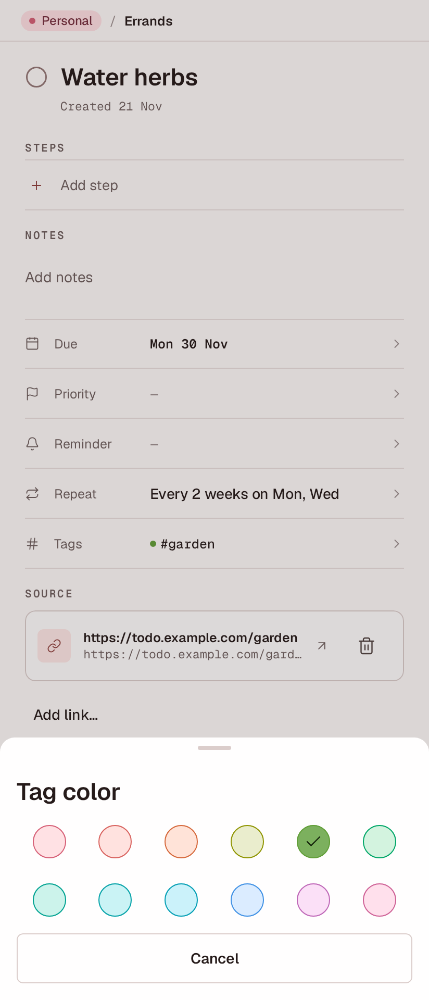 Personal / Errands
Water herbs
Created 21 Nov
STEPS
Add step
NOTES
Add notes
Due Mon 30 Nov
Priority –
Reminder –
Repeat Every 2 weeks on Mon, Wed
Tags #garden
SOURCE
https://todo.example.com/garden
https://todo.example.com/gard…
Add link…
Tag color
Cancel